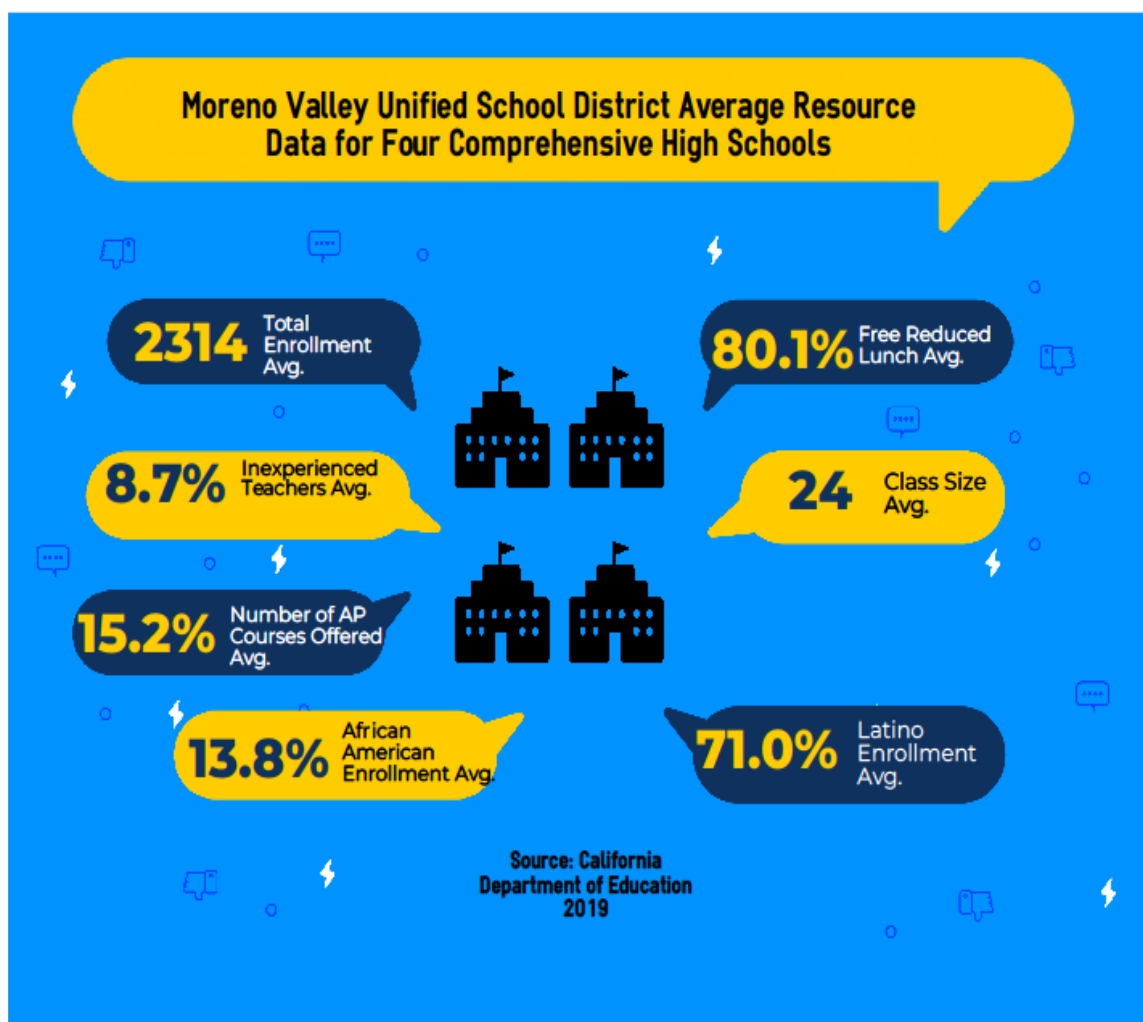 Moreno Valley Unified School District Average Resource
Data for Four Comprehensive High Schools
2314
Total
Enrollment
Avg.
80.1%
Free Reduced
Lunch Avg.
8.7%
Inexperienced
Teachers Avg.
24
Class Size
Avg.
15.2%
Number of AP
Courses Offered
Avg.
13.8%
African
American
Enrollment Avg.
71.0%
Latino
Enrollment
Avg.
Source: California
Department of Education
2019